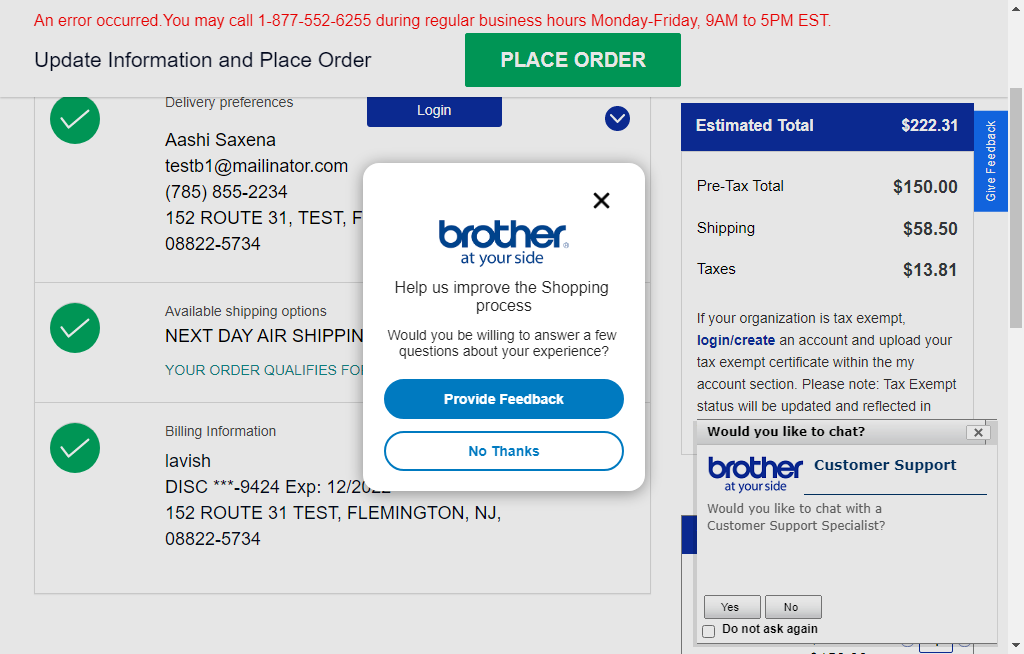 An error occurred.You may call 1-877-552-6255 during regular business hours Monday-Friday, 9AM to 5PM EST.
Update Information and Place Order
PLACE ORDER
Delivery preferences
Login
Aashi Saxena
testb1@mailinator.com
(785) 855-2234
152 ROUTE 31, TEST, F
08822-5734
Available shipping options
NEXT DAY AIR SHIPPIN
YOUR ORDER QUALIFIES FO
Billing Information
lavish
DISC ***-9424 Exp: 12/2022
152 ROUTE 31 TEST, FLEMINGTON, NJ,
08822-5734
brother
at your side
Help us improve the Shopping
process
Would you be willing to answer a few
questions about your experience?
Provide Feedback
No Thanks
Estimated Total $222.31
Give Feedback
Pre-Tax Total $150.00
Shipping $58.50
Taxes $13.81
If your organization is tax exempt,
login/create an account and upload your
tax exempt certificate within the my
account section. Please note: Tax Exempt
status will be updated and reflected in
Would you like to chat?
brother
at your side
Customer Support
Would you like to chat with a
Customer Support Specialist?
Yes No
Do not ask again